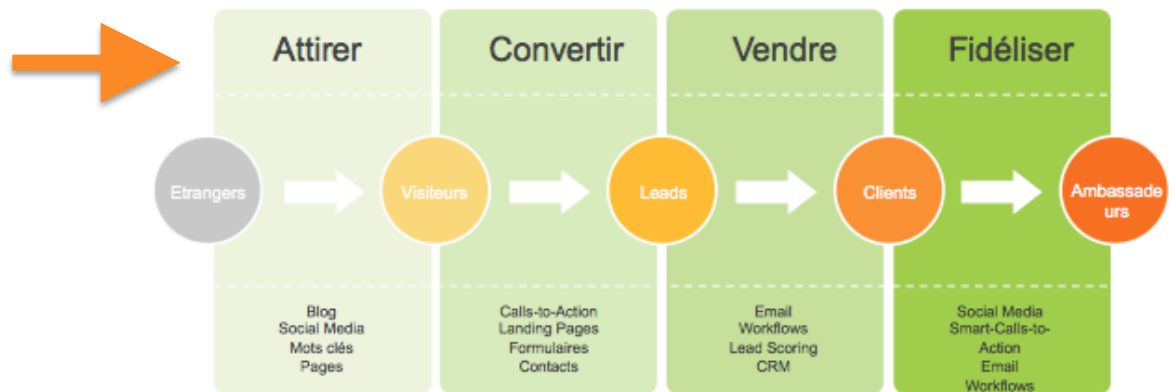 Attirer
Convertir
Vendre
Fidéliser
Etrangers
Visiteurs
Leads
Clients
Ambassade
urs
Blog
Social Media
Mots clés
Pages
Calls-to-Action
Landing Pages
Formulaires
Contacts
Email
Workflows
Lead Scoring
CRM
Social Media
Smart-Calls-to-
Action
Email
Workflows